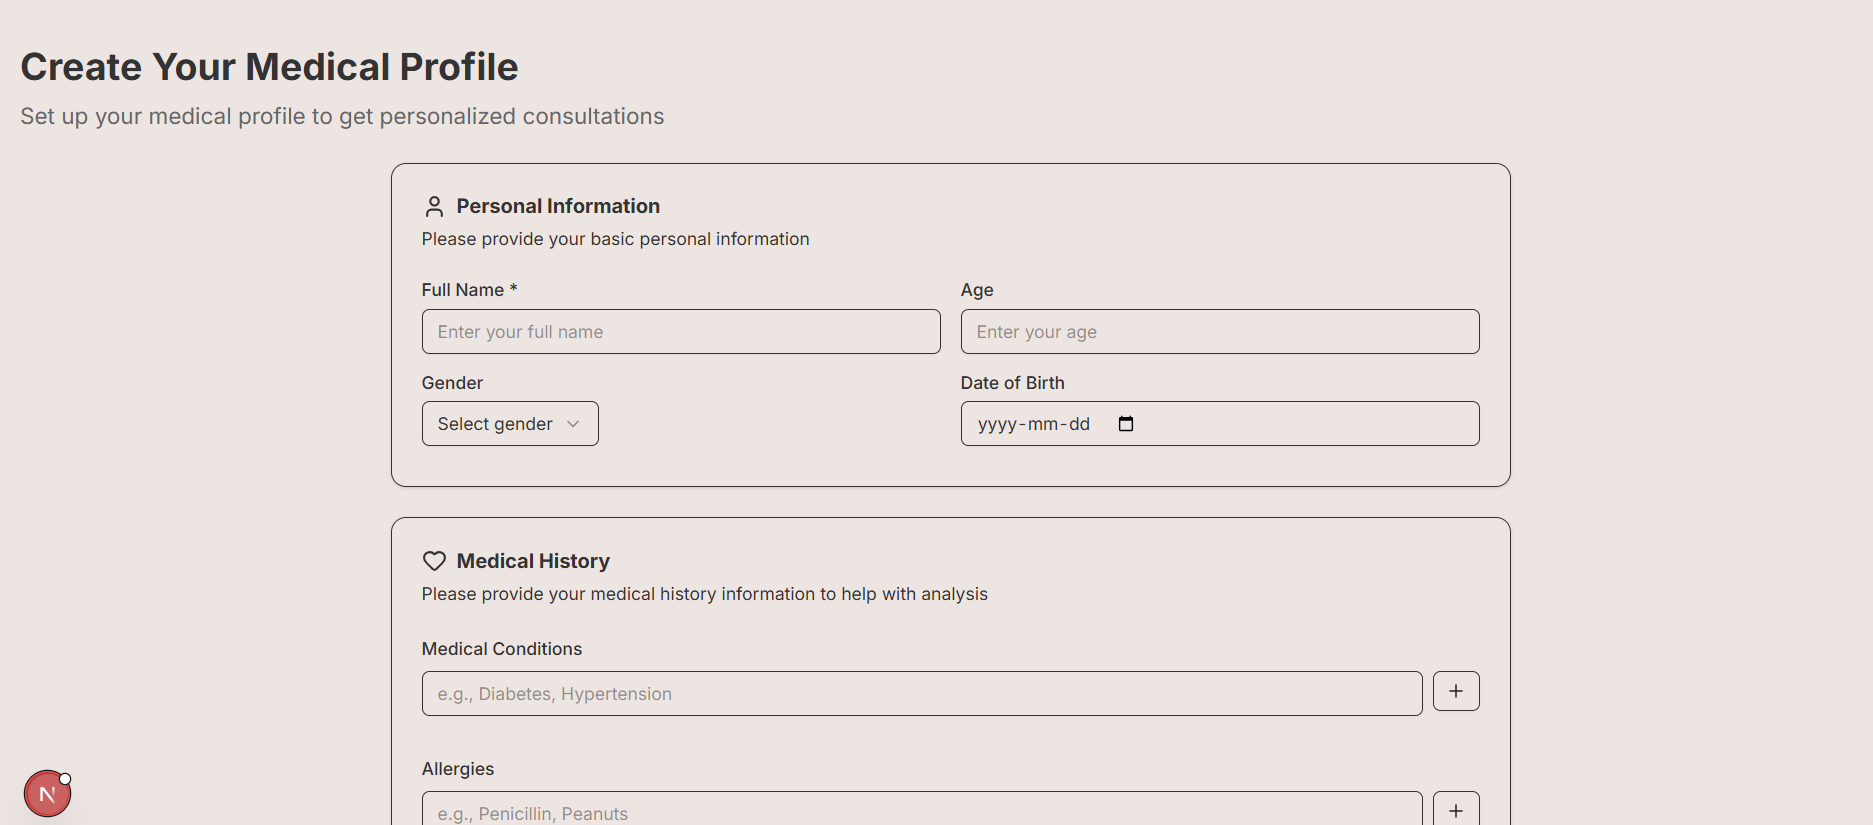 Create Your Medical Profile
Set up your medical profile to get personalized consultations
Personal Information
Please provide your basic personal information
Full Name *
Age
Enter your full name
Enter your age
Gender
Date of Birth
Select gender
yyyy-mm-dd
Medical History
Please provide your medical history information to help with analysis
Medical Conditions
e.g., Diabetes, Hypertension
+
Allergies
e.g., Penicillin, Peanuts
+
N